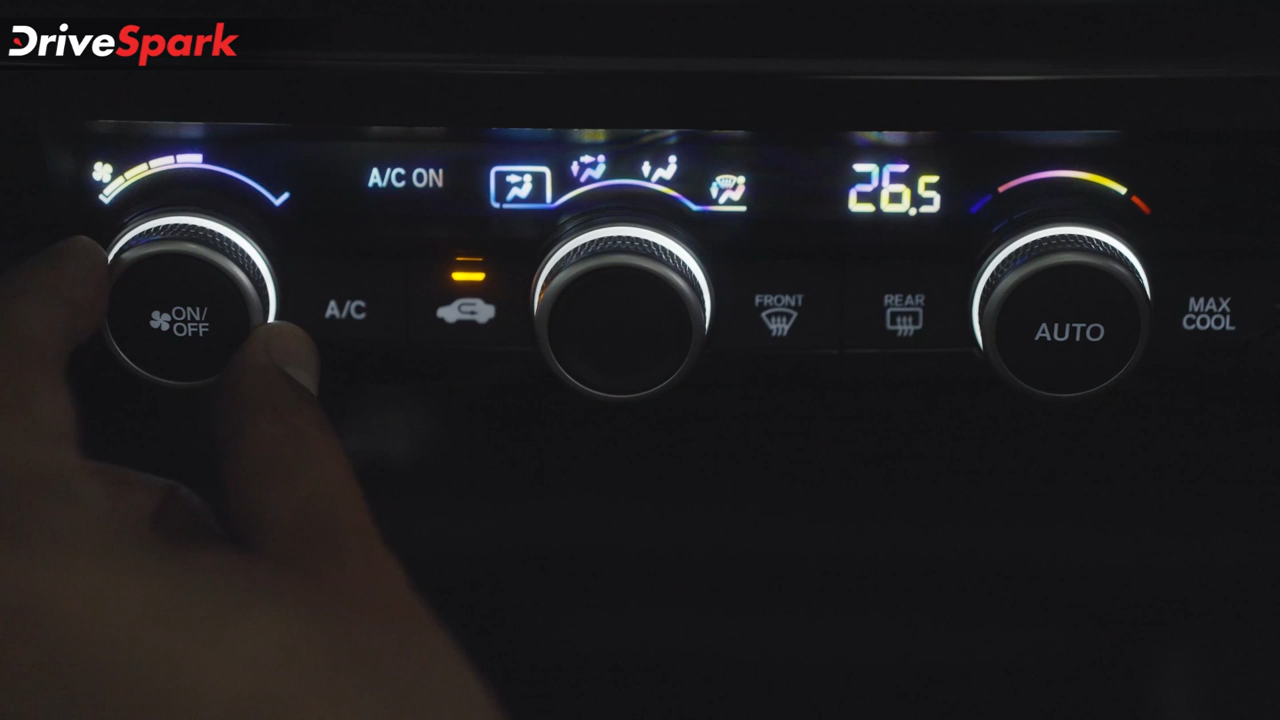 DriveSpark
A/C ON
26.5
ON/
OFF
A/C
FRONT
REAR
AUTO
MAX
COOL